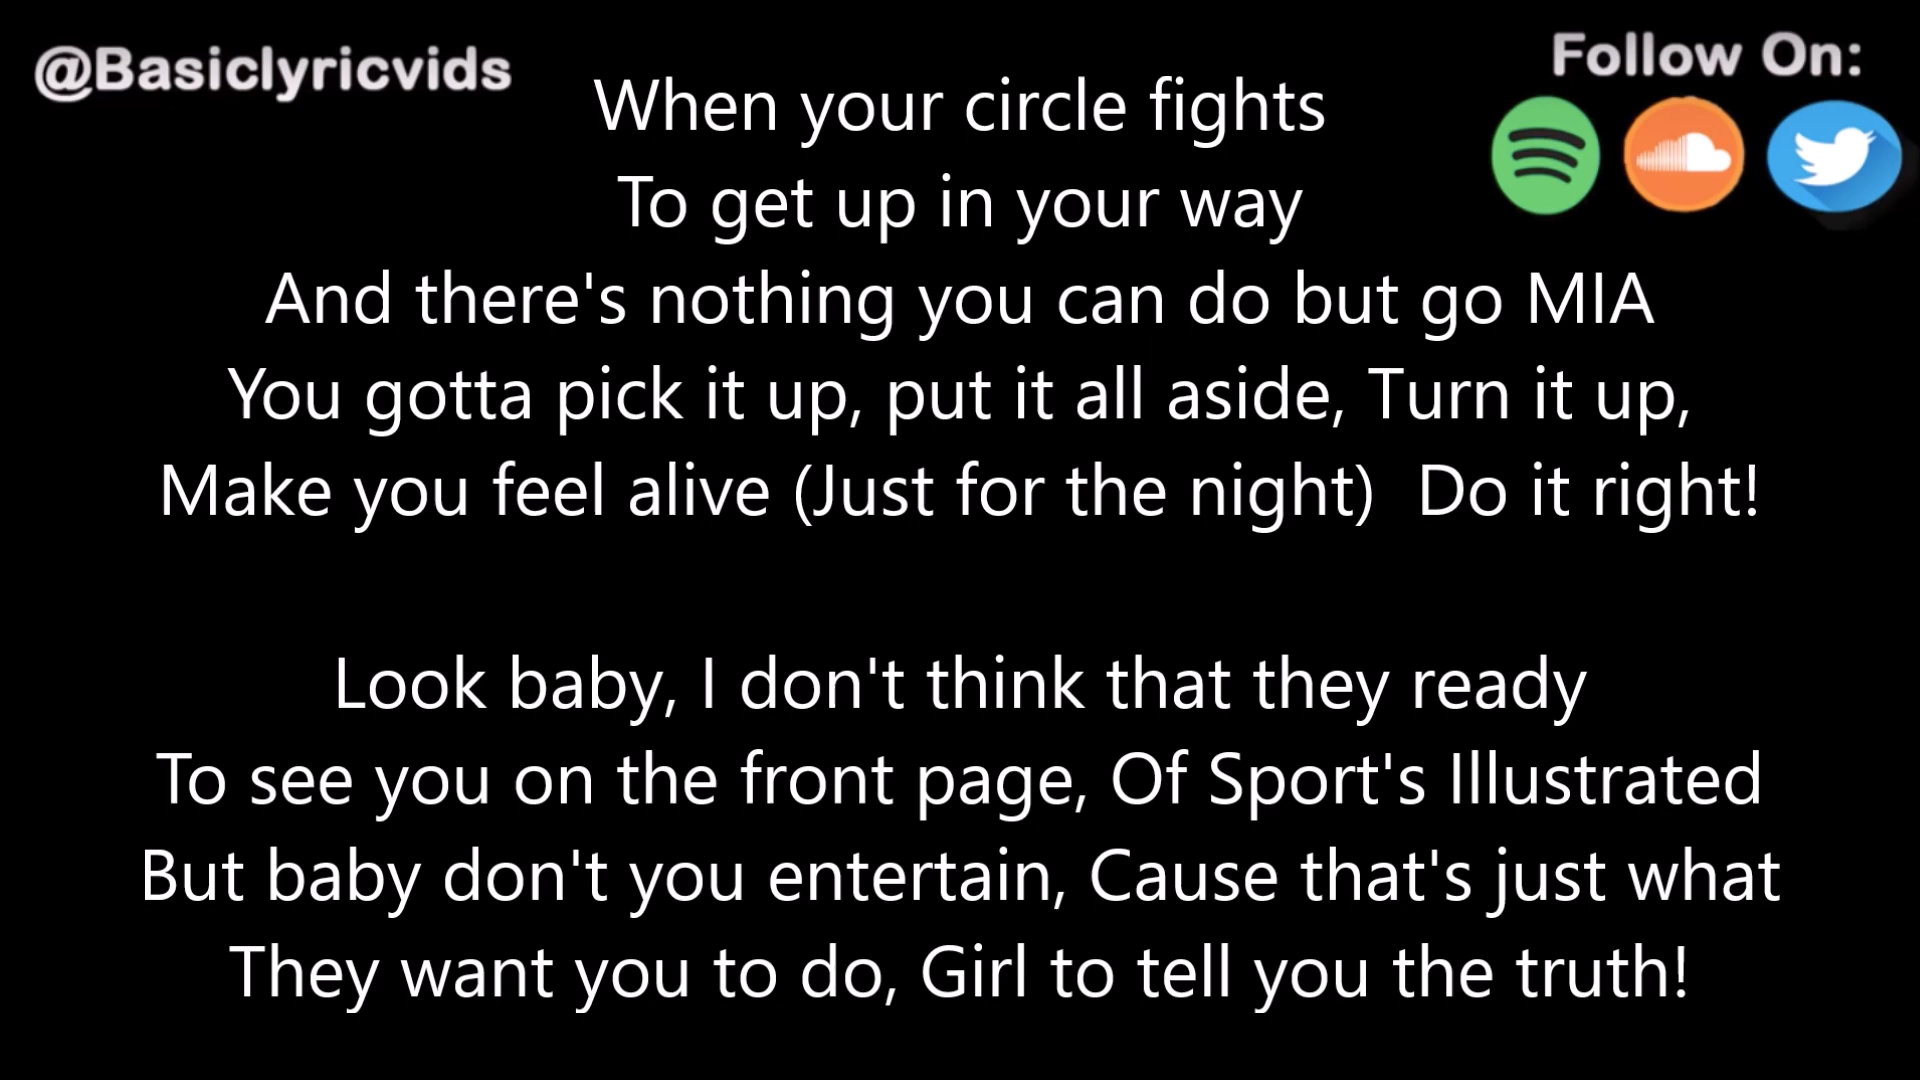 @Basiclyricvids
Follow On:
When your circle fights
To get up in your way
And there's nothing you can do but go MIA
You gotta pick it up, put it all aside, Turn it up,
Make you feel alive (Just for the night)  Do it right!
Look baby, I don't think that they ready
To see you on the front page, Of Sport's Illustrated
But baby don't you entertain, Cause that's just what
They want you to do, Girl to tell you the truth!